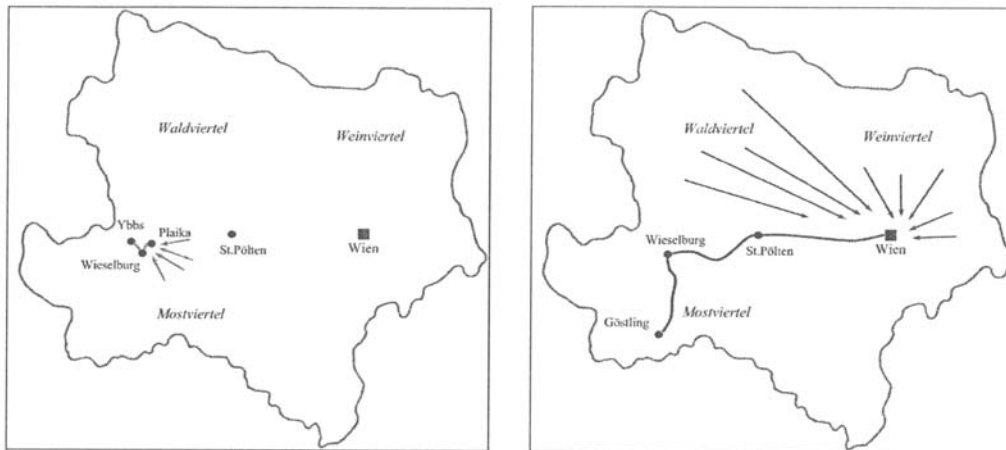 Waldviertel
Weinviertel
Ybbs
Plaika
Wieselburg
St.Pölten
Wien
Mostviertel
Waldviertel
Weinviertel
Wieselburg
St.Pölten
Wien
Göstling
Mostviertel